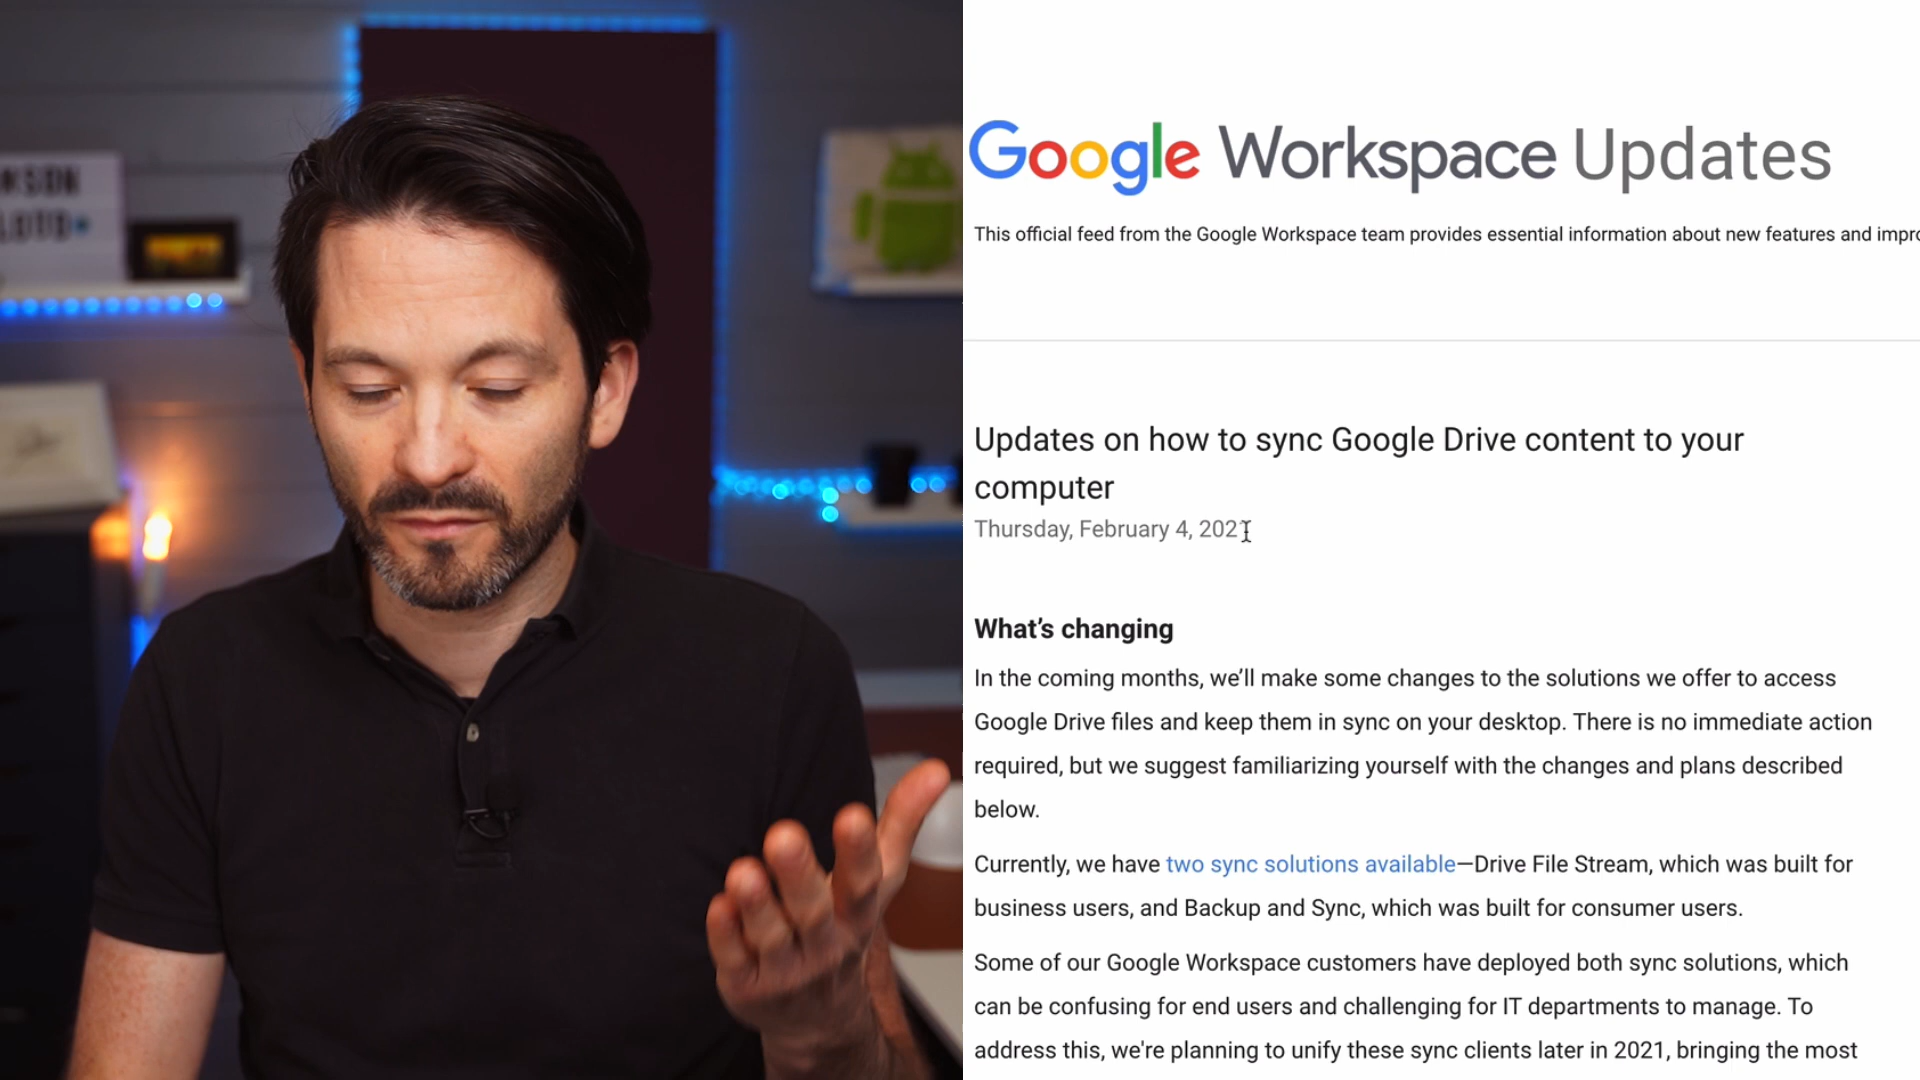 Google Workspace Updates
This official feed from the Google Workspace team provides essential information about new features and impro
Updates on how to sync Google Drive content to your
computer
Thursday, February 4, 2021
What's changing
In the coming months, we'll make some changes to the solutions we offer to access
Google Drive files and keep them in sync on your desktop. There is no immediate action
required, but we suggest familiarizing yourself with the changes and plans described
below.
Currently, we have two sync solutions available—Drive File Stream, which was built for
business users, and Backup and Sync, which was built for consumer users.
Some of our Google Workspace customers have deployed both sync solutions, which
can be confusing for end users and challenging for IT departments to manage. To
address this, we're planning to unify these sync clients later in 2021, bringing the most